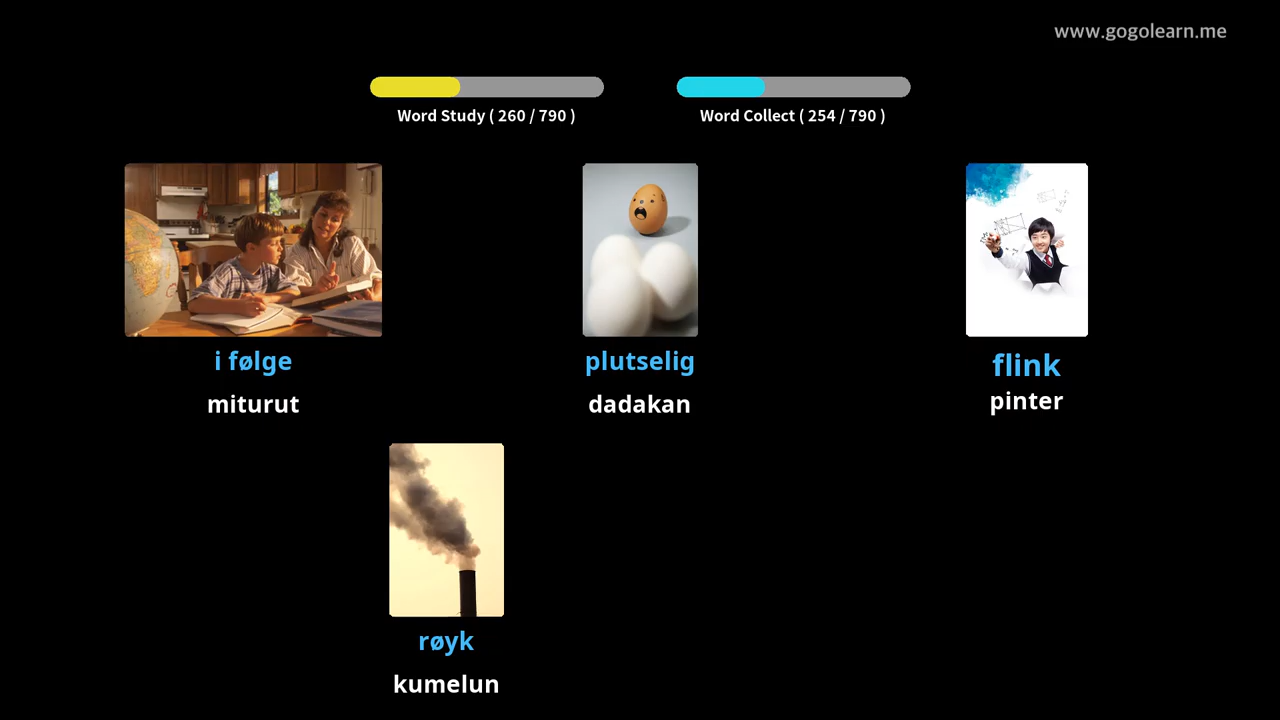 www.gogolearn.me
Word Study ( 260 / 790 )
Word Collect ( 254 / 790 )
i følge
miturut
plutselig
dadakan
flink
pinter
røyk
kumelun